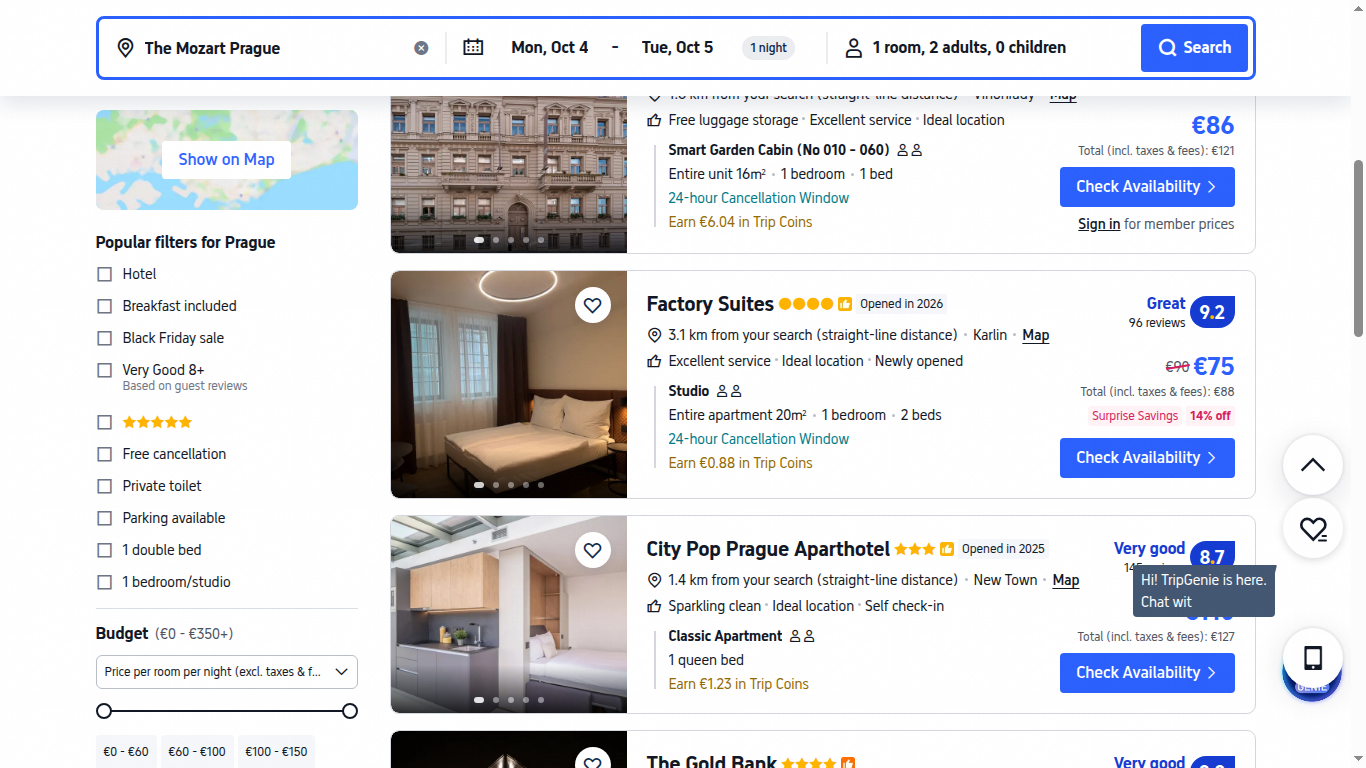 The Mozart Prague
Mon, Oct 4 - Tue, Oct 5 1 night
1 room, 2 adults, 0 children
Search
Show on Map
Popular filters for Prague
Hotel
Breakfast included
Black Friday sale
Very Good 8+
Based on guest reviews
Free cancellation
Private toilet
Parking available
1 double bed
1 bedroom/studio
Budget (€0 - €350+)
Price per room per night (excl. taxes & f...
€0 - €60 €60 - €100 €100 - €150
km from your search (straight-line distance) · Vinohrady · Map
Free luggage storage · Excellent service · Ideal location
Smart Garden Cabin (No 010 - 060)
Entire unit 16m² · 1 bedroom · 1 bed
24-hour Cancellation Window
Earn €6.04 in Trip Coins
€86
Total (incl. taxes & fees): €121
Check Availability
Sign in for member prices
Factory Suites Opened in 2026
3.1 km from your search (straight-line distance) · Karlin · Map
Excellent service · Ideal location · Newly opened
Studio
Entire apartment 20m² · 1 bedroom · 2 beds
24-hour Cancellation Window
Earn €0.88 in Trip Coins
Great 9.2
96 reviews
€90 €75
Total (incl. taxes & fees): €88
Surprise Savings 14% off
Check Availability
City Pop Prague Aparthotel Opened in 2025
1.4 km from your search (straight-line distance) · New Town · Map
Sparkling clean · Ideal location · Self check-in
Classic Apartment
1 queen bed
Earn €1.23 in Trip Coins
Very good 8.7
Hi! TripGenie is here.
Chat wit
Total (incl. taxes & fees): €127
Check Availability
The Gold Bank
Very good